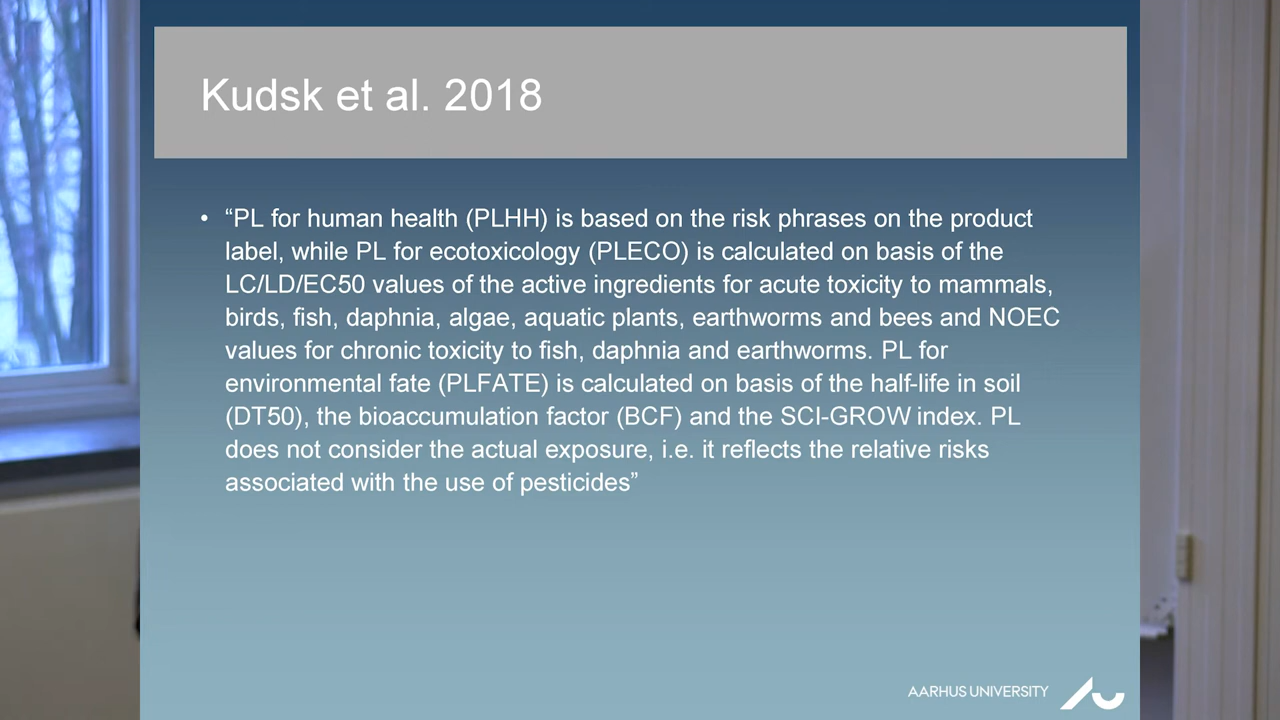 Kudsk et al. 2018
• “PL for human health (PLHH) is based on the risk phrases on the product
label, while PL for ecotoxicology (PLECO) is calculated on basis of the
LC/LD/EC50 values of the active ingredients for acute toxicity to mammals,
birds, fish, daphnia, algae, aquatic plants, earthworms and bees and NOEC
values for chronic toxicity to fish, daphnia and earthworms. PL for
environmental fate (PLFATE) is calculated on basis of the half-life in soil
(DT50), the bioaccumulation factor (BCF) and the SCI-GROW index. PL
does not consider the actual exposure, i.e. it reflects the relative risks
associated with the use of pesticides”
AARHUS UNIVERSITY